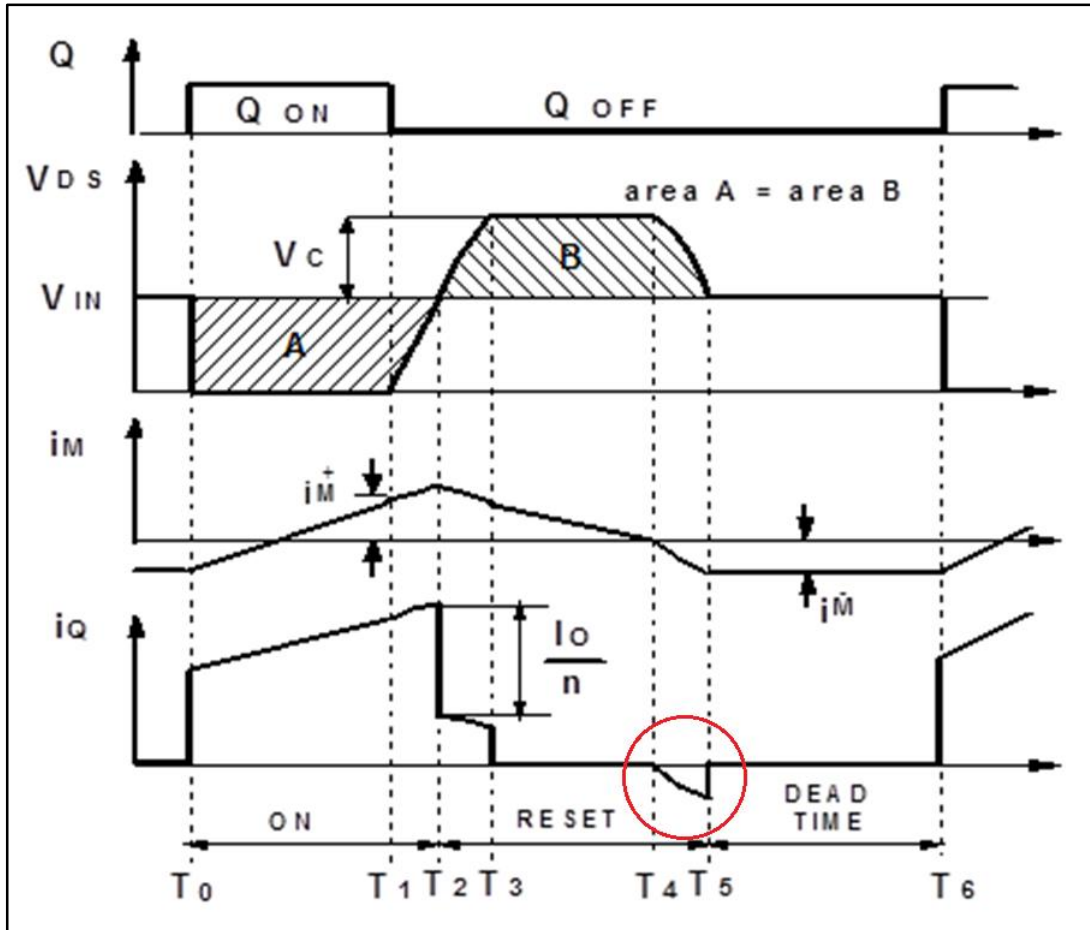 Q
Q ON
Q OFF
VDS
area A = area B
VC
B
VIN
A
iM
iM+
iM-
iQ
IO
n
DEAD
TIME
ON
RESET
T0
T1
T2
T3
T4
T5
T6